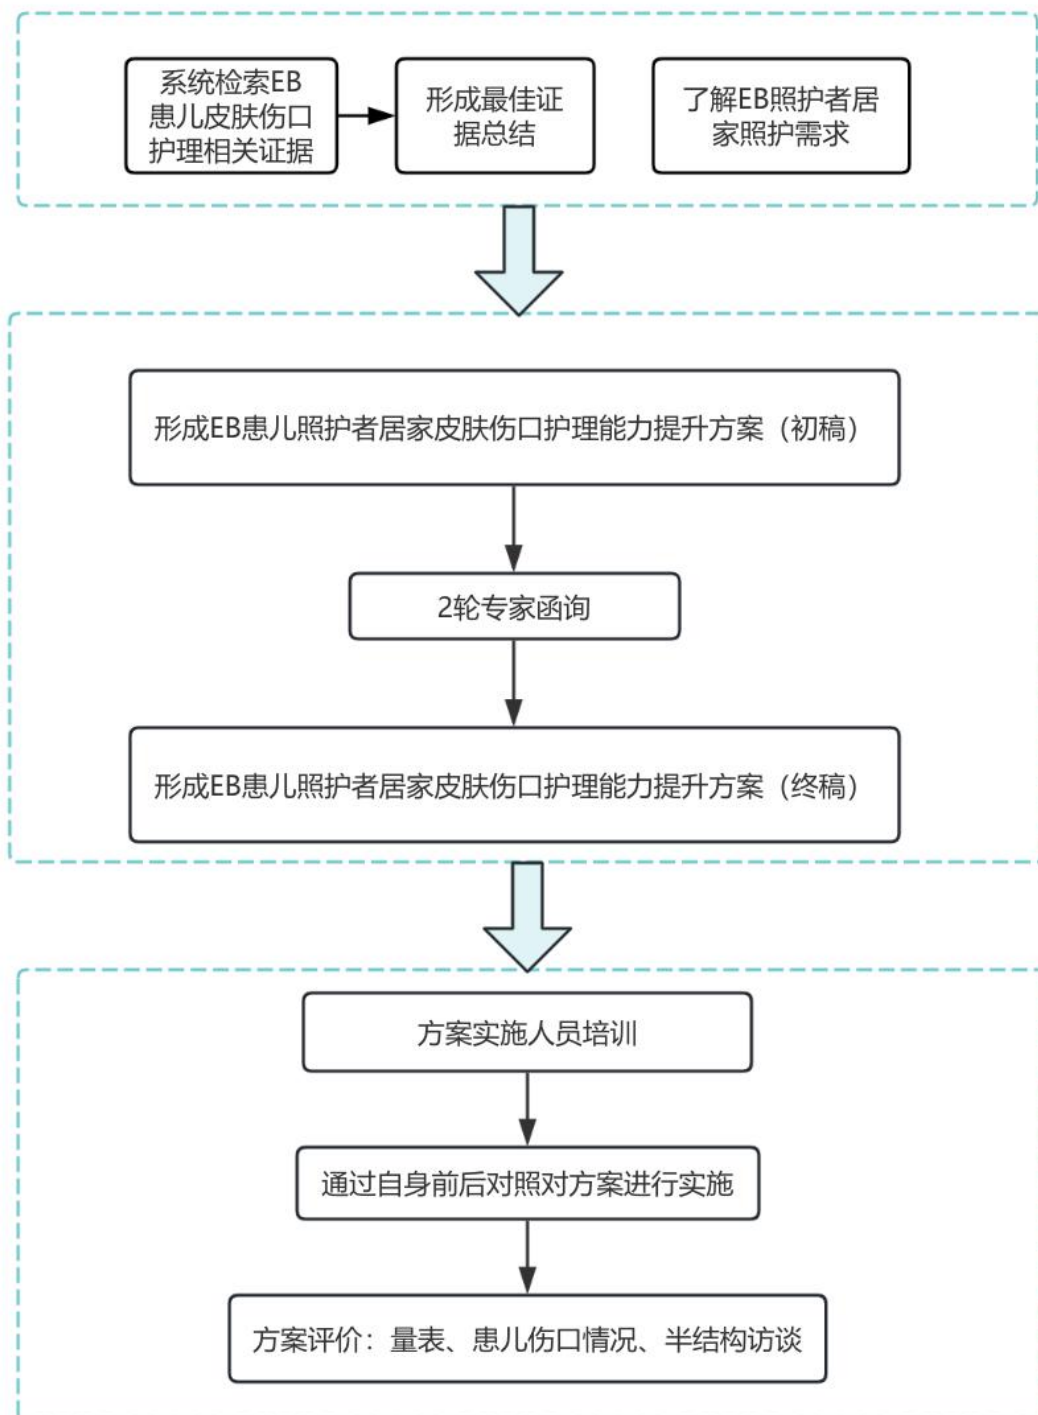 系统检索EB
患儿皮肤伤口
护理相关证据
形成最佳证
据总结
了解EB照护者居
家照护需求
形成EB患儿照护者居家皮肤伤口护理能力提升方案（初稿）
2轮专家函询
形成EB患儿照护者居家皮肤伤口护理能力提升方案（终稿）
方案实施人员培训
通过自身前后对照对方案进行实施
方案评价：量表、患儿伤口情况、半结构访谈